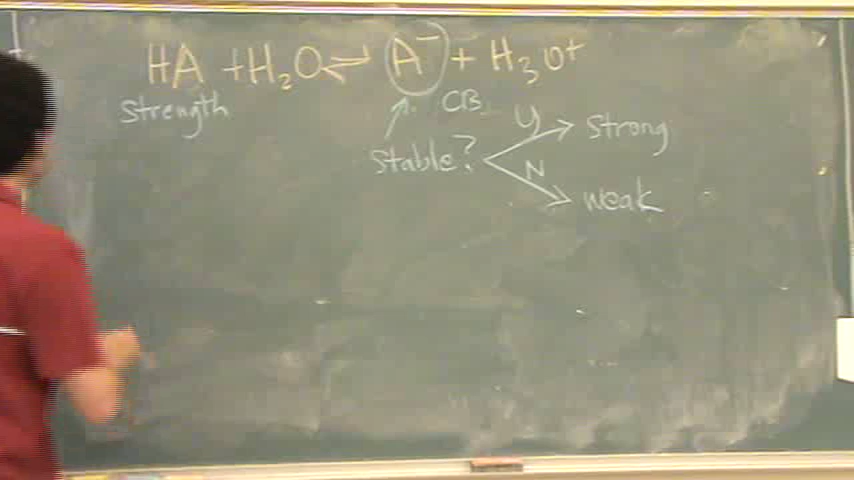 HA + H₂O ⇌ A⁻ + H₃O⁺
Strength
CB
Y
Strong
Stable?
N
weak